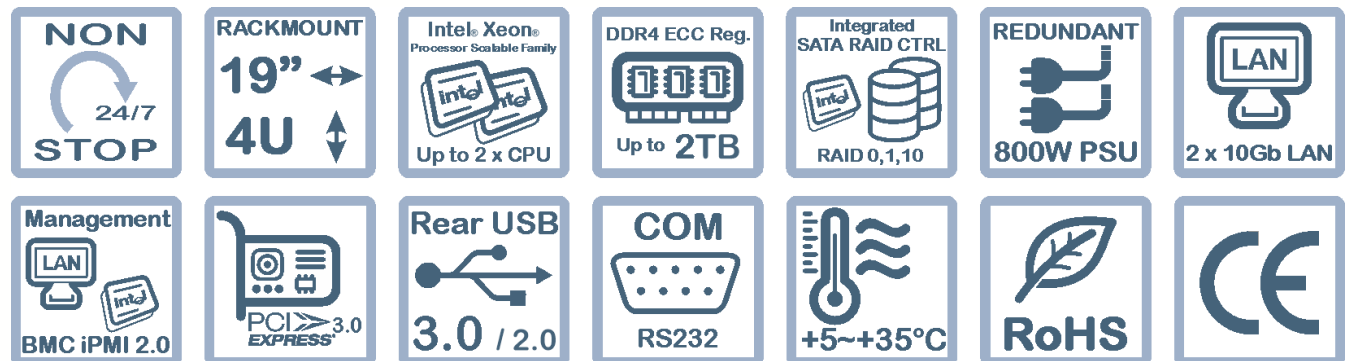 NON
24/7
STOP
RACKMOUNT
19”
4U
Intel® Xeon®
Processor Scalable Family
intel intel
Up to 2 x CPU
DDR4 ECC Reg.
Up to 2TB
Integrated
SATA RAID CTRL
intel
RAID 0,1,10
REDUNDANT
800W PSU
LAN
2 x 10Gb LAN
Management
LAN
intel
BMC iPMI 2.0
PCI 3.0
EXPRESS®
Rear USB
3.0 / 2.0
COM
RS232
+5~+35°C
RoHS
CE